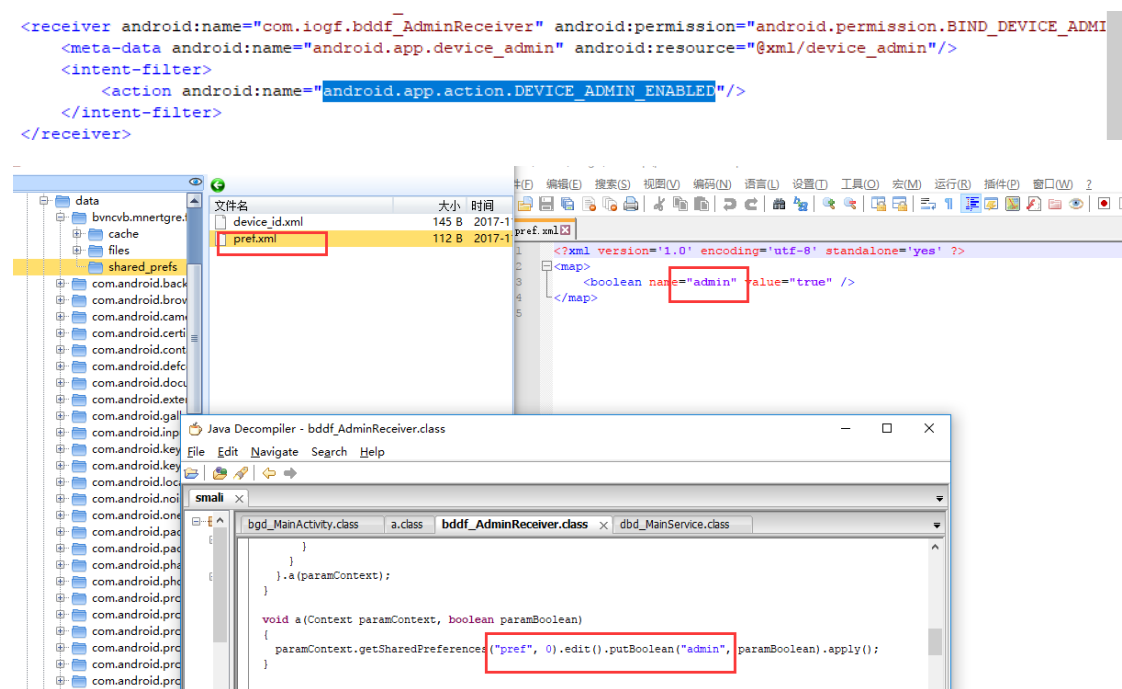 <receiver android:name="com.iogf.bddf_AdminReceiver" android:permission="android.permission.BIND_DEVICE_ADMI
<meta-data android:name="android.app.device_admin" android:resource="@xml/device_admin"/>
<intent-filter>
<action android:name="android.app.action.DEVICE_ADMIN_ENABLED"/>
</intent-filter>
</receiver>
data
bvncvb.mnertgre.
cache
files
shared_prefs
com.android.back
com.android.brow
com.android.cam
com.android.certi
com.android.cont
com.android.defc
com.android.docu
com.android.exte
com.android.gall
com.android.inp
com.android.key
com.android.key
com.android.loca
com.android.noi
com.android.one
com.android.pac
com.android.pac
com.android.pha
com.android.pho
com.android.pro
com.android.pro
com.android.pro
com.android.pro
com.android.pro
文件名 大小 时间
device_id.xml 145 B 2017-1
pref.xml 112 B 2017-1
件(F) 编辑(E) 搜索(S) 视图(V) 编码(N) 语言(L) 设置(T) 工具(O) 宏(M) 运行(R) 插件(P) 窗口(W) ?
pref.xml
1 <?xml version='1.0' encoding='utf-8' standalone='yes' ?>
2 <map>
3 <boolean name="admin" value="true" />
4 </map>
5
Java Decompiler - bddf_AdminReceiver.class
File Edit Navigate Search Help
smali
bgd_MainActivity.class a.class bddf_AdminReceiver.class dbd_MainService.class
}
}
}.a(paramContext);
}
void a(Context paramContext, boolean paramBoolean)
{
paramContext.getSharedPreferences("pref", 0).edit().putBoolean("admin", paramBoolean).apply();
}